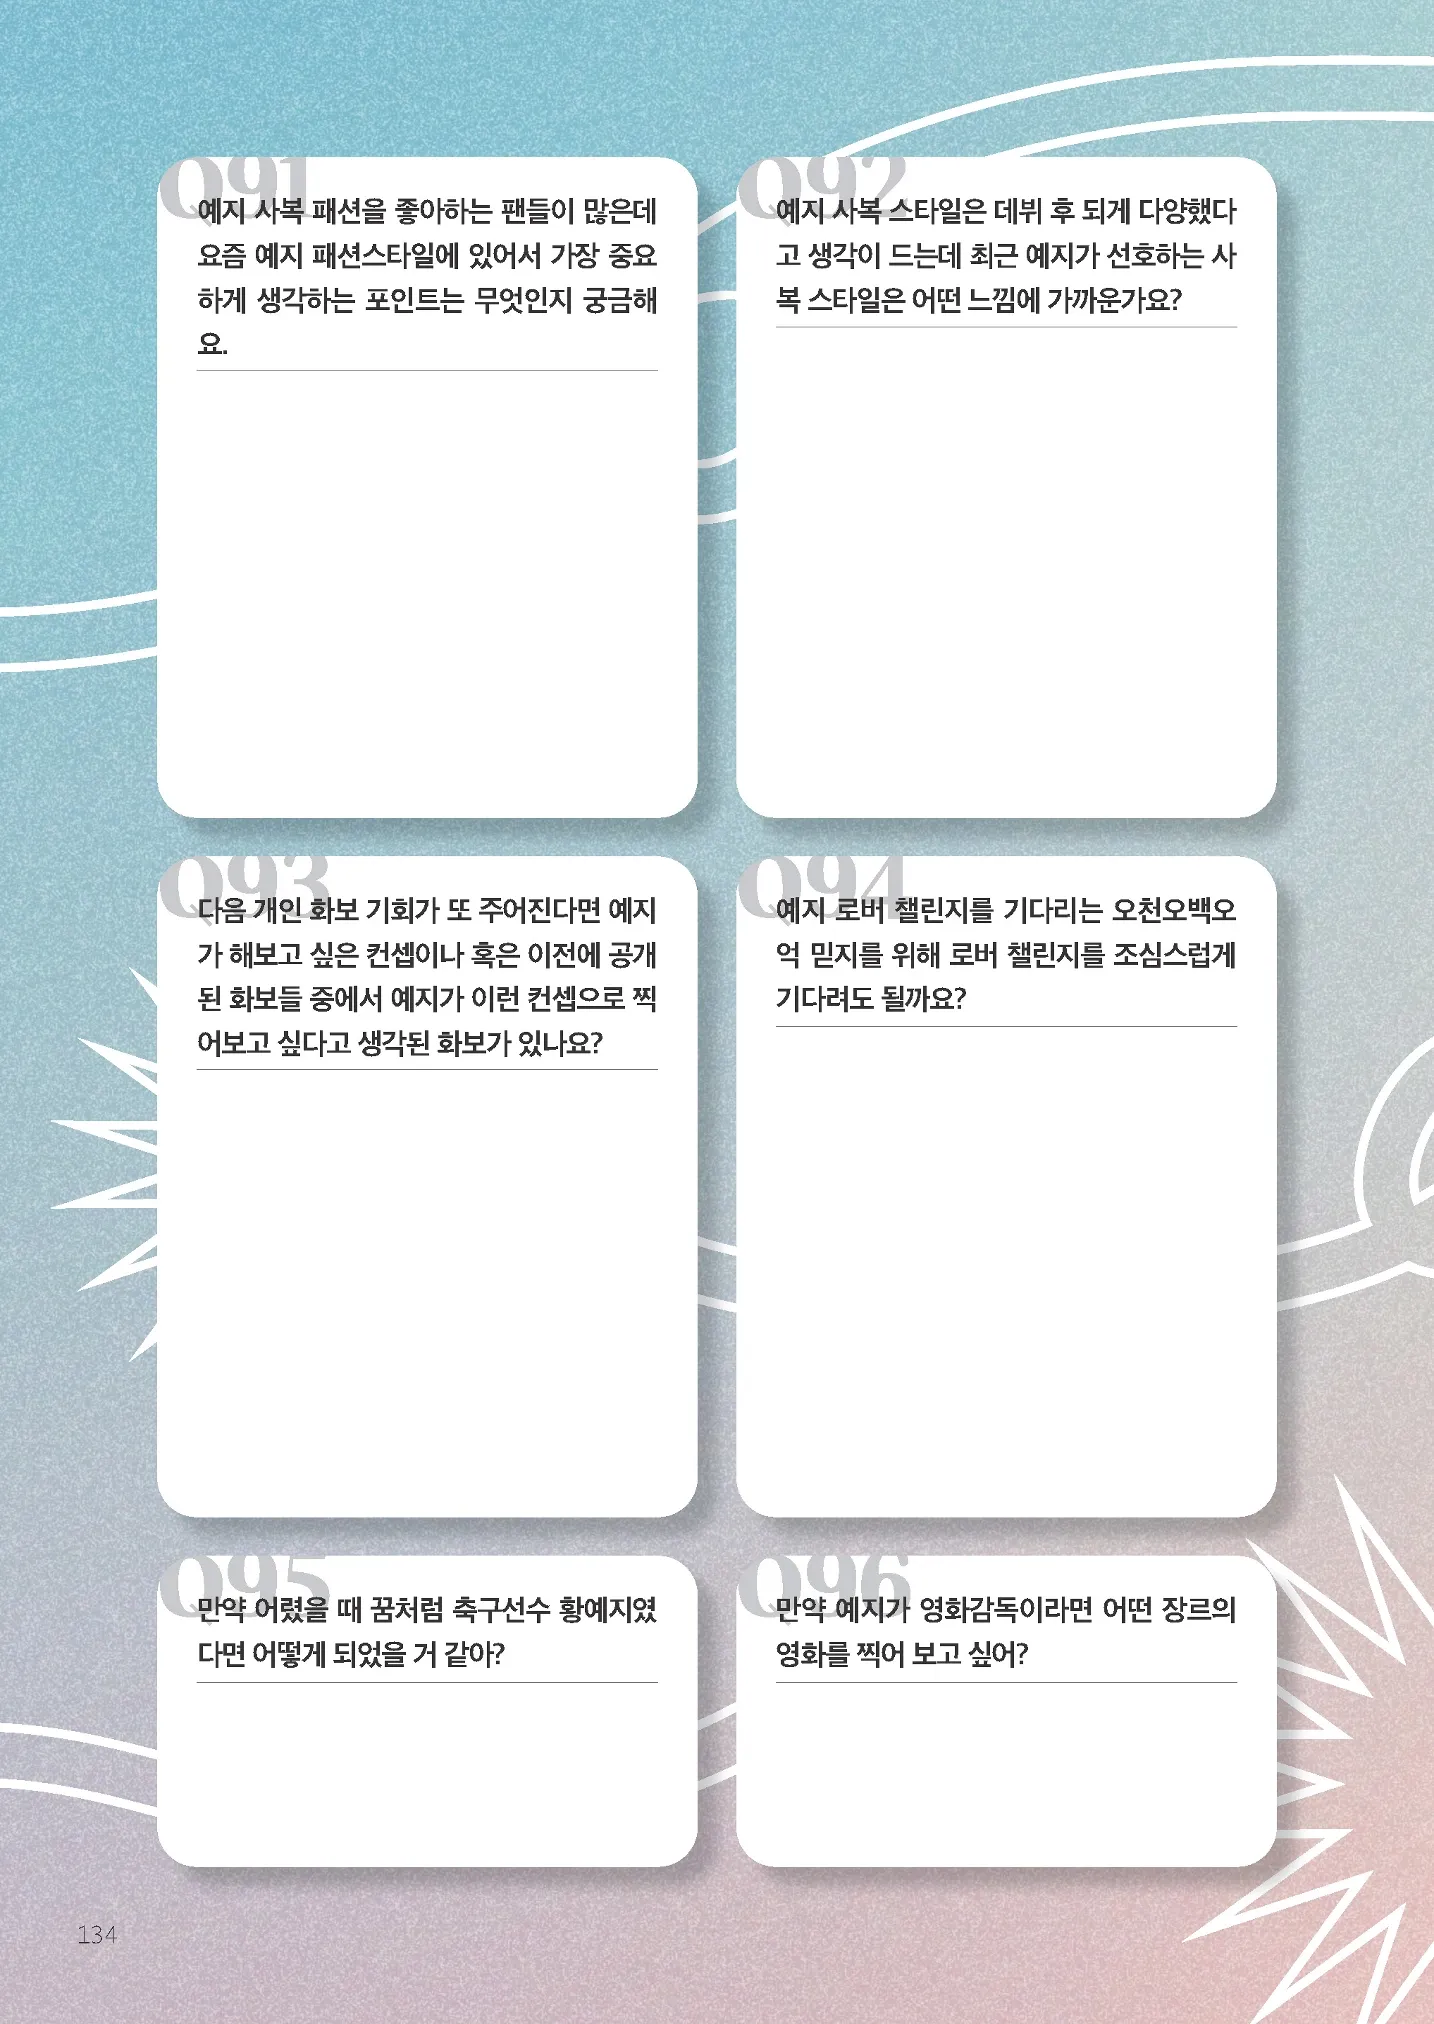 Q91
예지 사복 패션을 좋아하는 팬들이 많은데
요즘 예지 패션스타일에 있어서 가장 중요
하게 생각하는 포인트는 무엇인지 궁금해
요.
Q92
예지 사복 스타일은 데뷔 후 되게 다양했다
고 생각이 드는데 최근 예지가 선호하는 사
복 스타일은 어떤 느낌에 가까운가요?
Q93
다음 개인 화보 기회가 또 주어진다면 예지
가 해보고 싶은 컨셉이나 혹은 이전에 공개
된 화보들 중에서 예지가 이런 컨셉으로 찍
어보고 싶다고 생각된 화보가 있나요?
Q94
예지 로버 챌린지를 기다리는 오천오백오
억 믿지를 위해 로버 챌린지를 조심스럽게
기다려도 될까요?
Q95
만약 어렸을 때 꿈처럼 축구선수 황예지였
다면 어떻게 되었을 거 같아?
Q96
만약 예지가 영화감독이라면 어떤 장르의
영화를 찍어 보고 싶어?
134